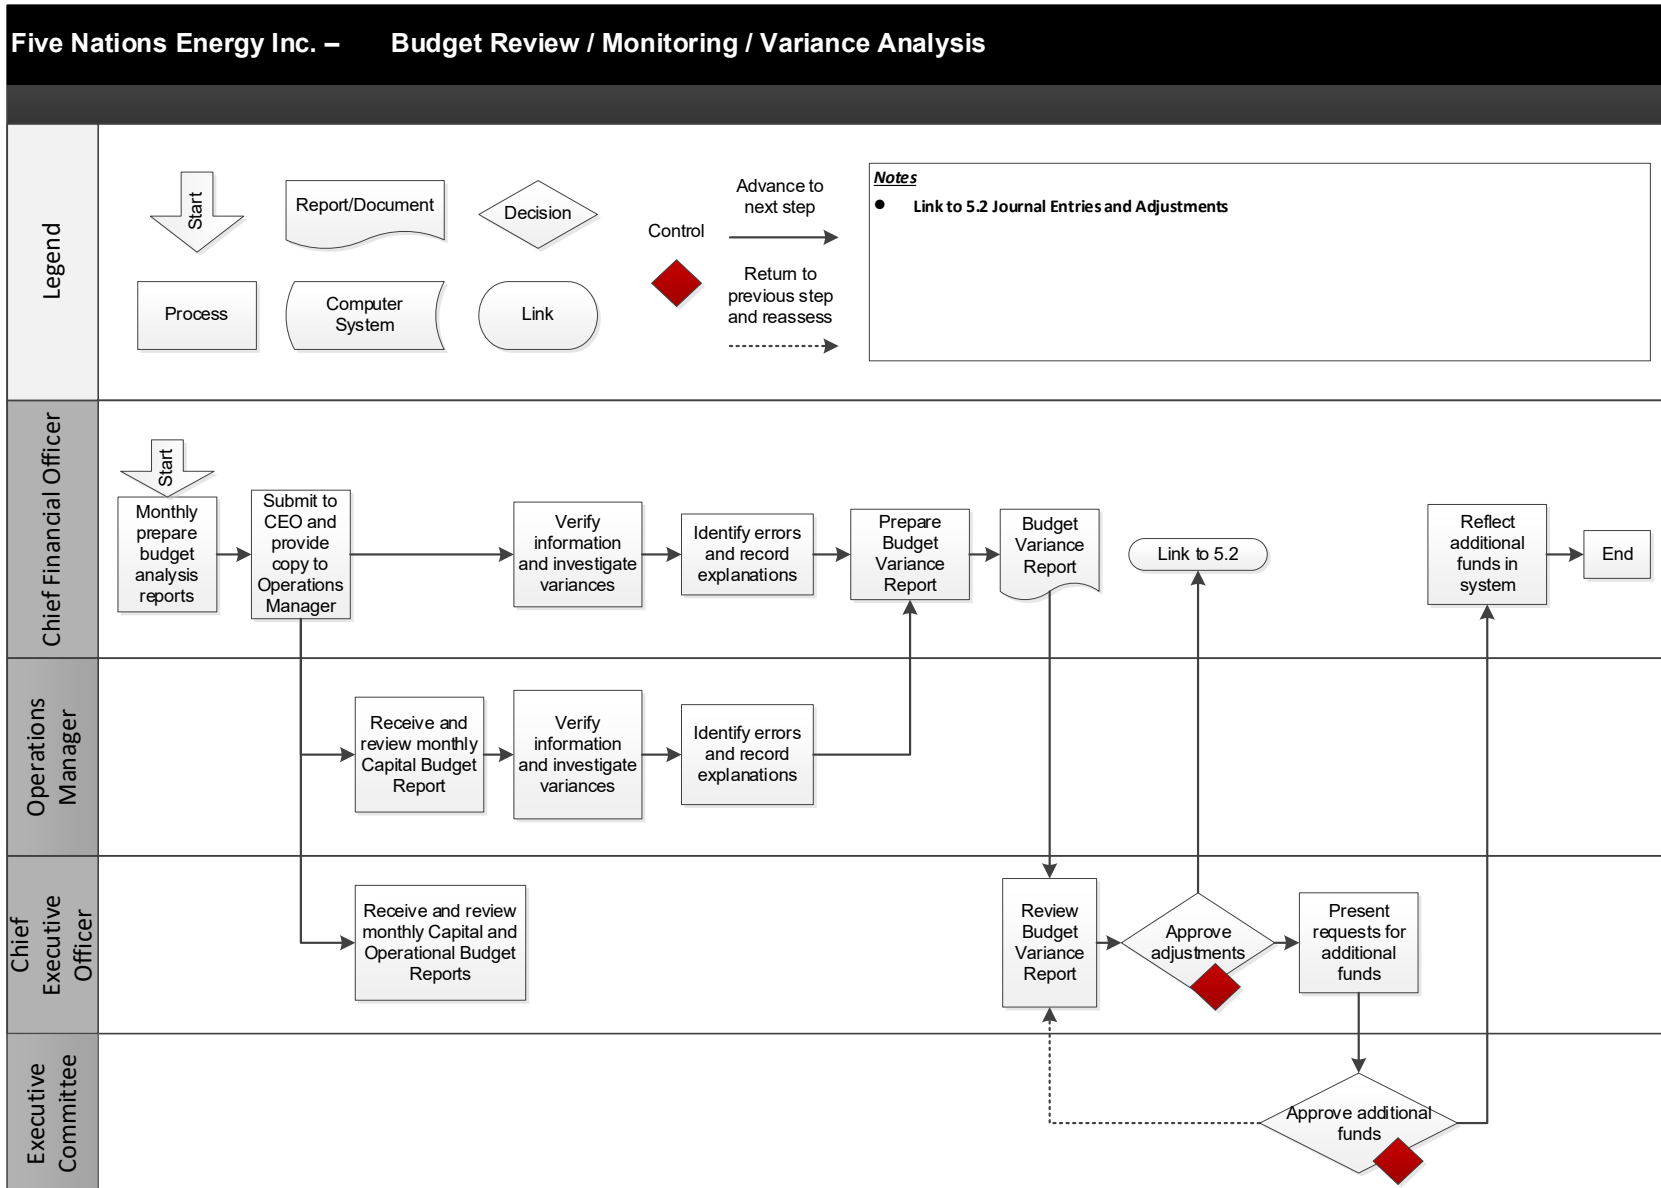 Five Nations Energy Inc. – Budget Review / Monitoring / Variance Analysis
Legend
Start
Report/Document
Decision
Process
Computer
System
Link
Control
Advance to
next step
Return to
previous step
and reassess
Notes
● Link to 5.2 Journal Entries and Adjustments
Chief Financial Officer
Start
Monthly
prepare
budget
analysis
reports
Submit to
CEO and
provide
copy to
Operations
Manager
Verify
information
and investigate
variances
Identify errors
and record
explanations
Prepare
Budget
Variance
Report
Budget
Variance
Report
Link to 5.2
Reflect
additional
funds in
system
End
Operations
Manager
Receive and
review monthly
Capital Budget
Report
Verify
information
and investigate
variances
Identify errors
and record
explanations
Chief
Executive
Officer
Receive and review
monthly Capital and
Operational Budget
Reports
Review
Budget
Variance
Report
Approve
adjustments
Present
requests for
additional
funds
Executive
Committee
Approve additional
funds